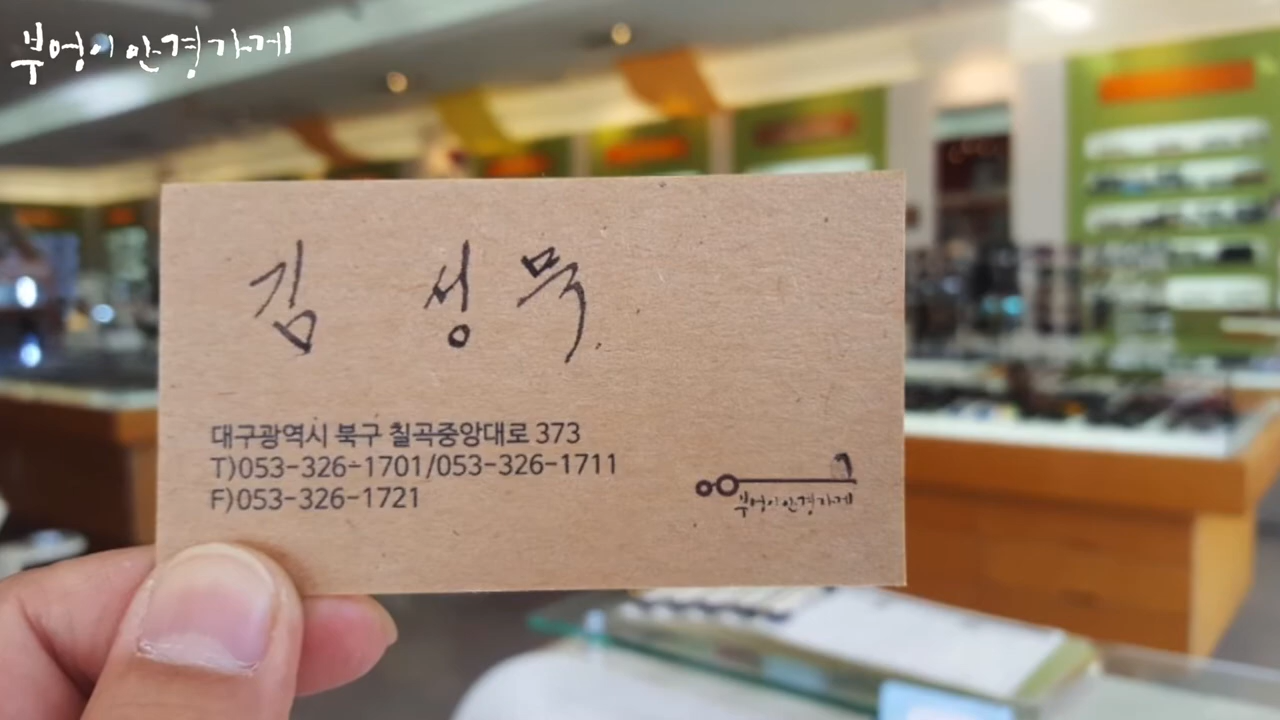 부엉이안경가게
김 성묵
대구광역시 북구 칠곡중앙대로 373
T)053-326-1701/053-326-1711
F)053-326-1721
부엉이안경가게